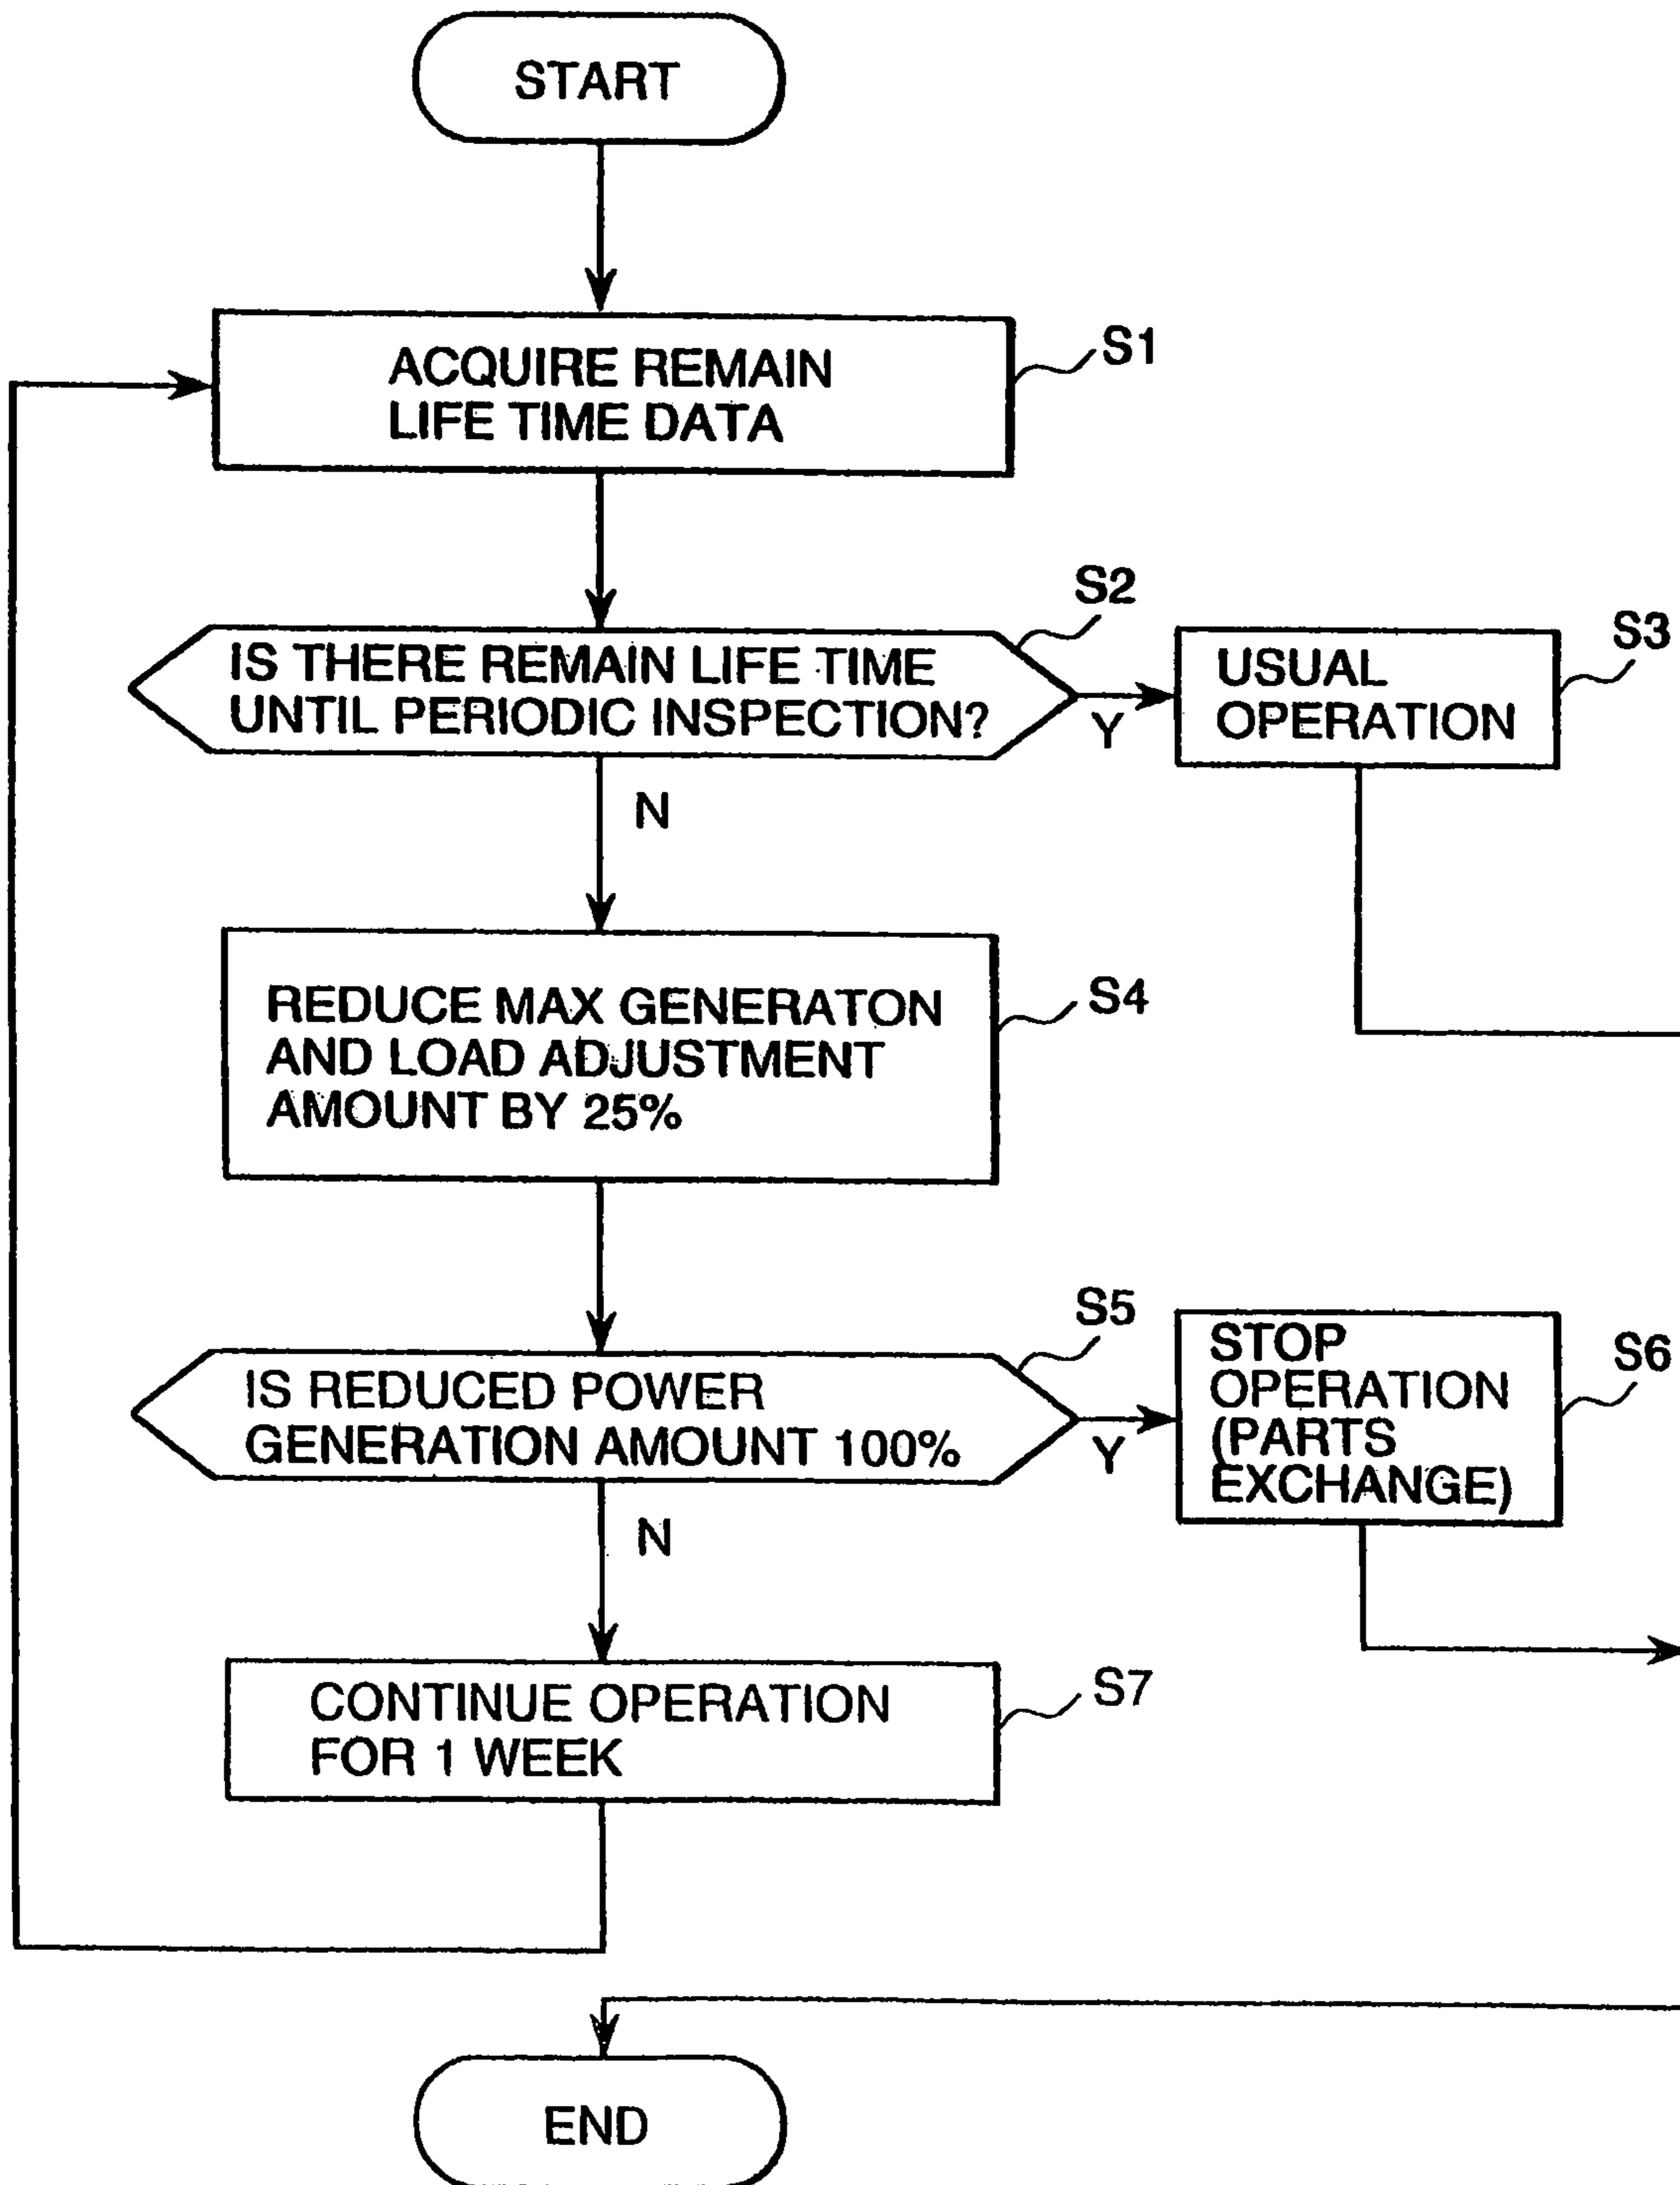 START
ACQUIRE REMAIN
LIFE TIME DATA
S1
IS THERE REMAIN LIFE TIME
UNTIL PERIODIC INSPECTION?
S2
Y
USUAL
OPERATION
S3
N
REDUCE MAX GENERATON
AND LOAD ADJUSTMENT
AMOUNT BY 25%
S4
IS REDUCED POWER
GENERATION AMOUNT 100%
S5
Y
STOP
OPERATION
(PARTS
EXCHANGE)
S6
N
CONTINUE OPERATION
FOR 1 WEEK
S7
END